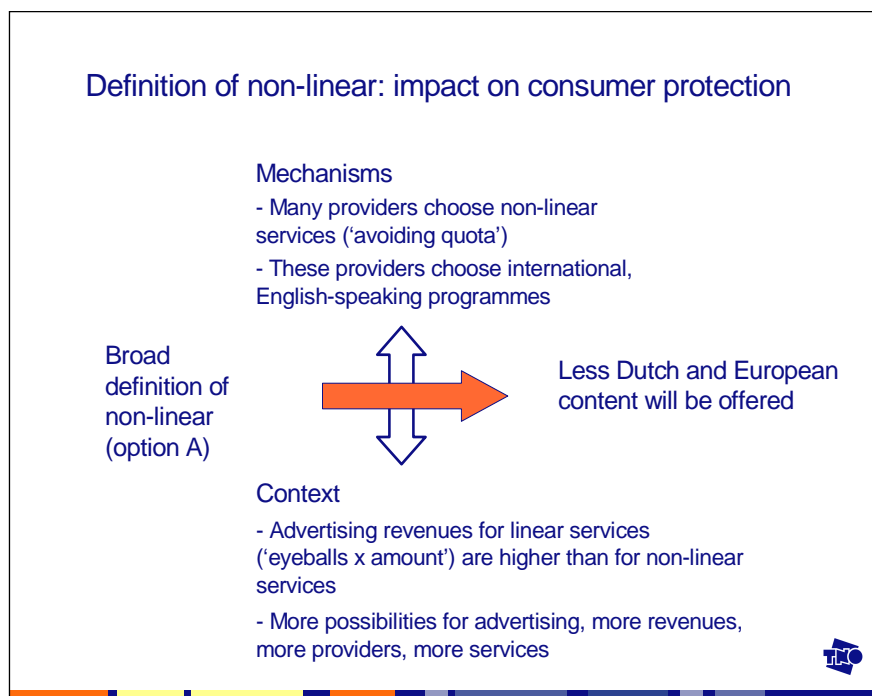 Definition of non-linear: impact on consumer protection
Mechanisms
- Many providers choose non-linear
services (‘avoiding quota’)
- These providers choose international,
English-speaking programmes
Broad
definition of
non-linear
(option A)
Less Dutch and European
content will be offered
Context
- Advertising revenues for linear services
(‘eyeballs x amount’) are higher than for non-linear
services
- More possibilities for advertising, more revenues,
more providers, more services
TNO